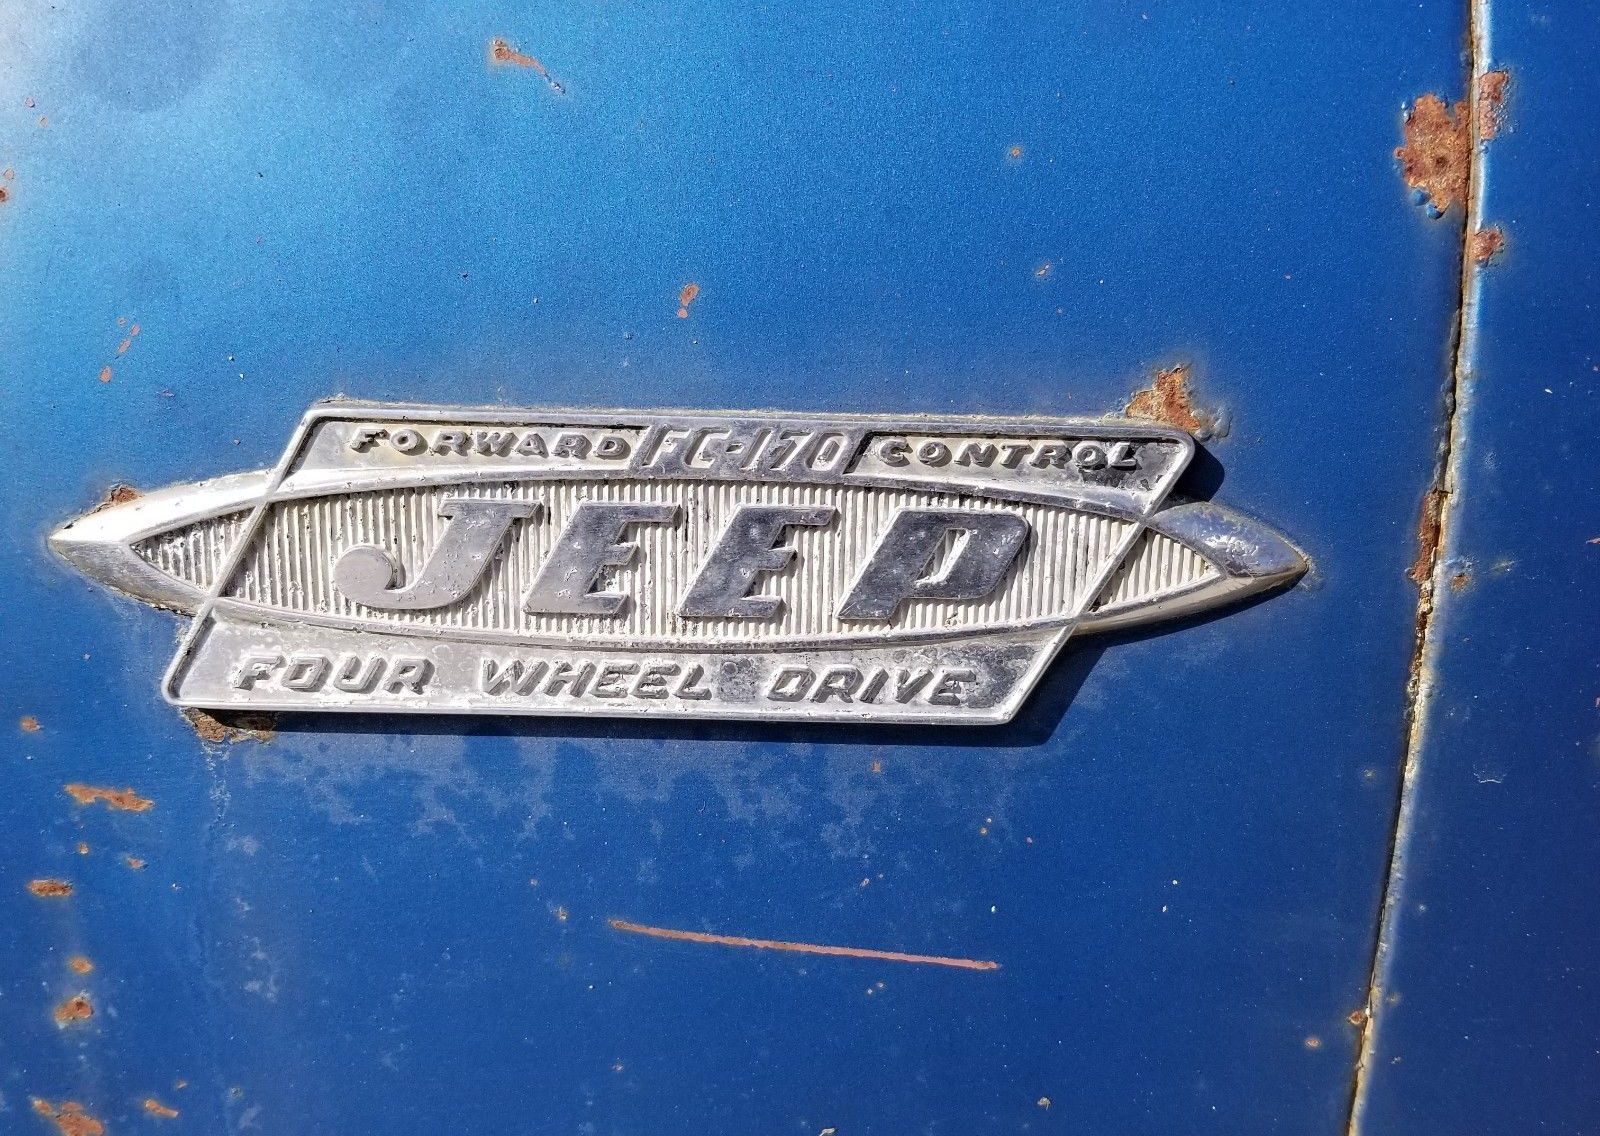 FORWARD FC-170 CONTROL
JEEP
FOUR WHEEL DRIVE